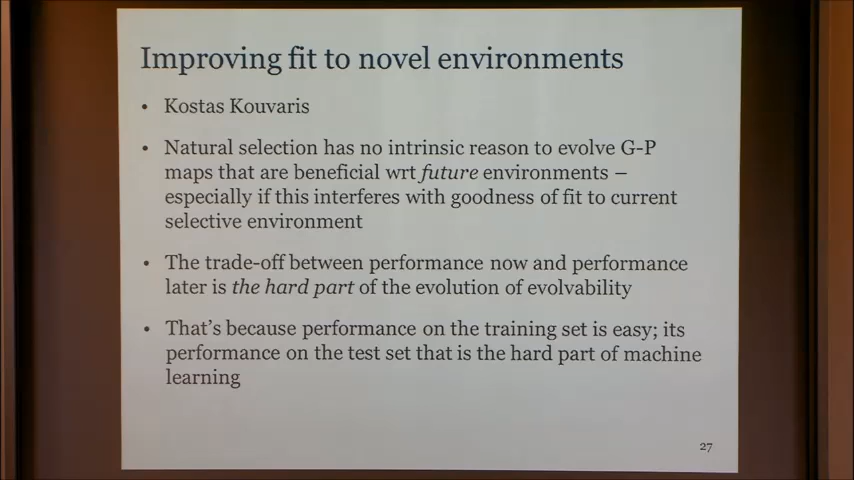 Improving fit to novel environments
• Kostas Kouvaris
• Natural selection has no intrinsic reason to evolve G-P
maps that are beneficial wrt future environments –
especially if this interferes with goodness of fit to current
selective environment
• The trade-off between performance now and performance
later is the hard part of the evolution of evolvability
• That's because performance on the training set is easy; its
performance on the test set that is the hard part of machine
learning
27